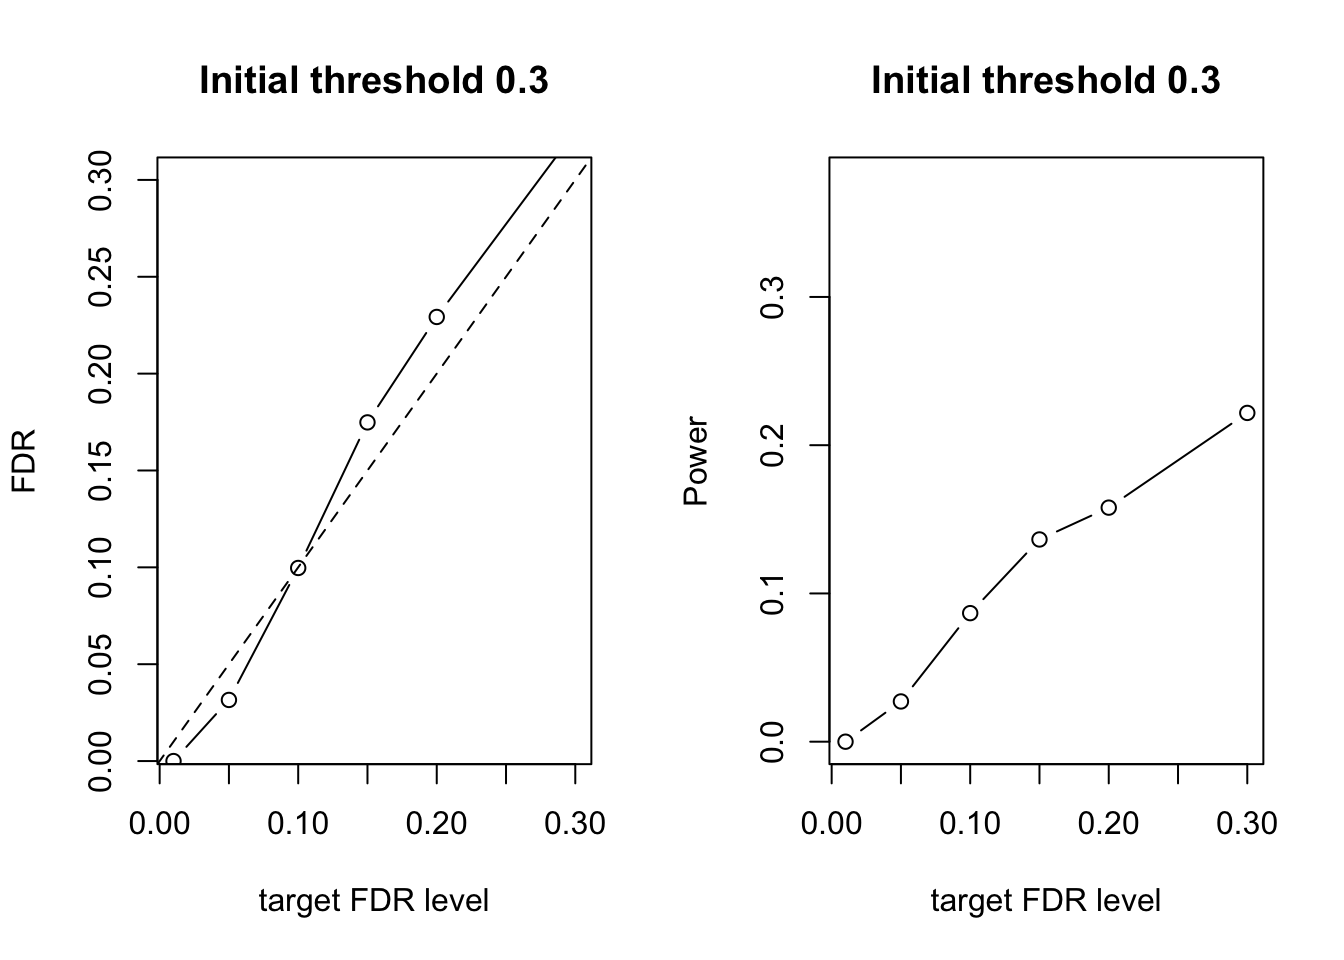 Initial threshold 0.3
FDR
0.30
0.25
0.20
0.15
0.10
0.05
0.00
0.00 0.10 0.20 0.30
target FDR level
Initial threshold 0.3
Power
0.3
0.2
0.1
0.0
0.00 0.10 0.20 0.30
target FDR level